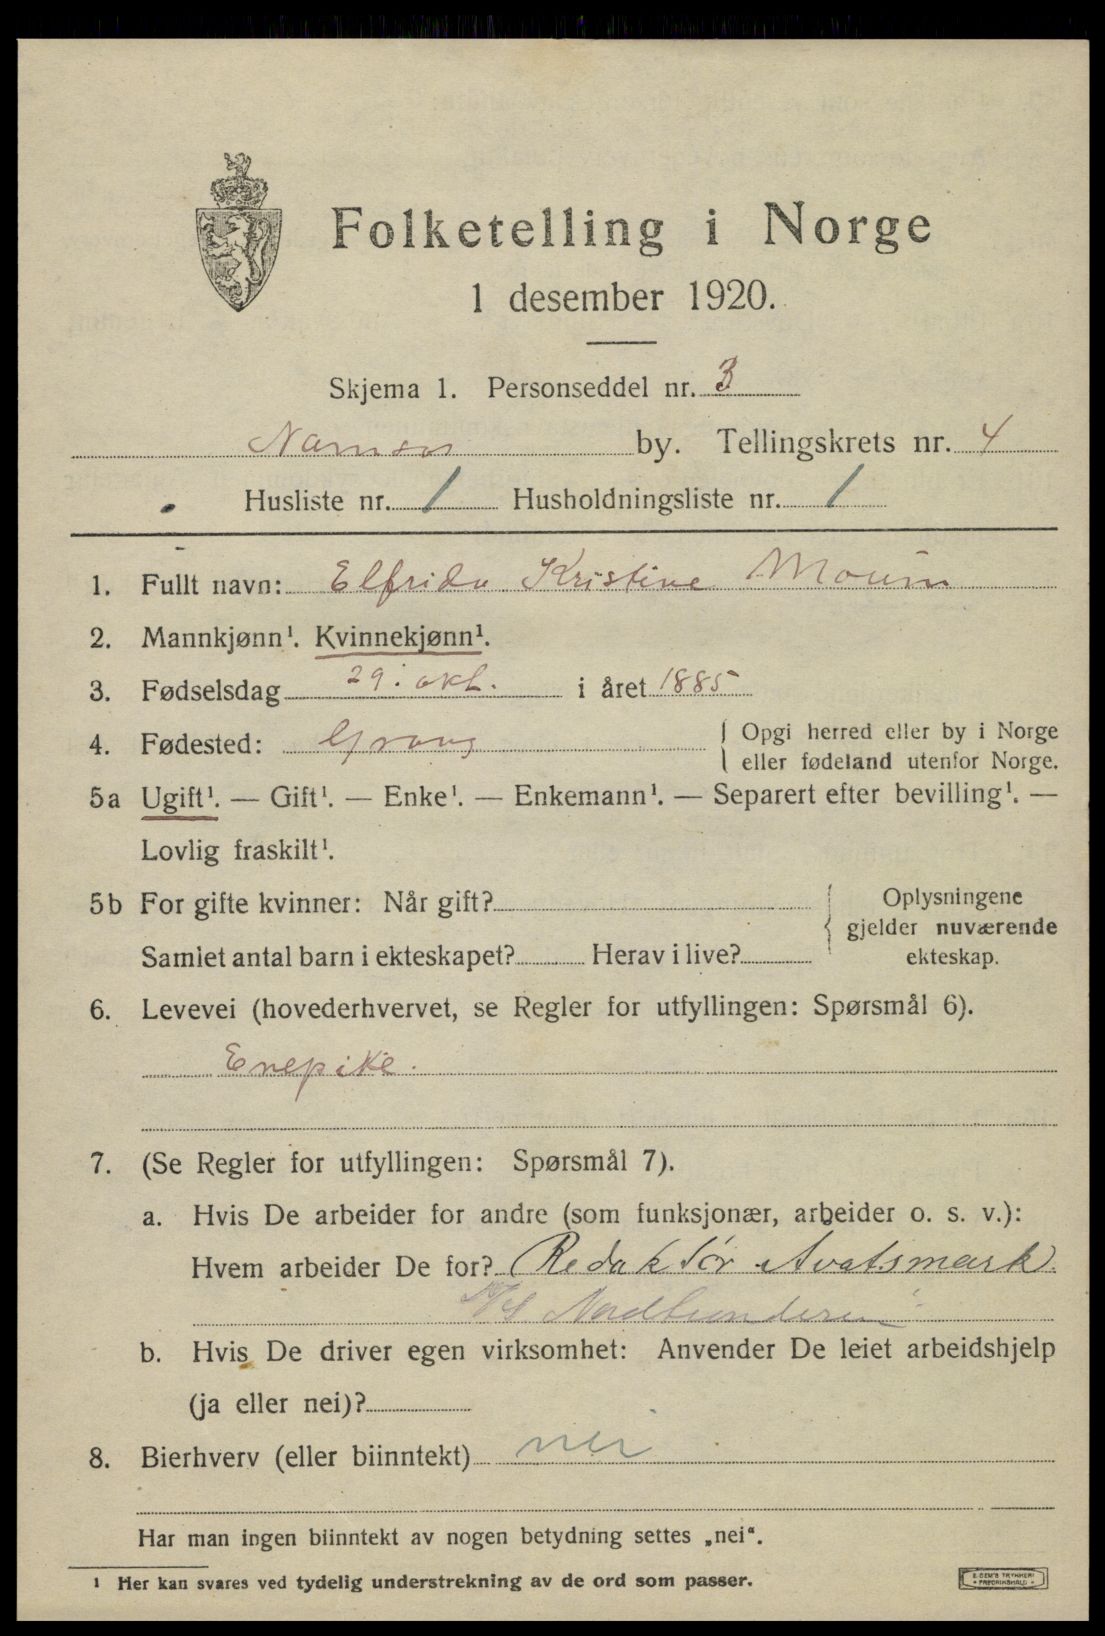 Folketelling i Norge
1 desember 1920.
Skjema 1. Personseddel nr. 3
Namsos by. Tellingskrets nr. 4
Husliste nr. 1 Husholdningsliste nr. 1
1. Fullt navn: Elfrida Kristine Moum
2. Mannkjønn¹. Kvinnekjønn¹.
3. Fødselsdag 29. okt. i året 1885
4. Fødested: Grong { Opgi herred eller by i Norge
eller fødeland utenfor Norge.
5a Ugift¹. — Gift¹. — Enke¹. — Enkemann¹. — Separert efter bevilling¹. —
Lovlig fraskilt¹.
5b For gifte kvinner: Når gift? { Oplysningene
gjelder nuværende
Samlet antal barn i ekteskapet? Herav i live? ekteskap.
6. Levevei (hovederhvervet, se Regler for utfyllingen: Spørsmål 6).
Enepike.
7. (Se Regler for utfyllingen: Spørsmål 7).
a. Hvis De arbeider for andre (som funksjonær, arbeider o. s. v.):
Hvem arbeider De for? Redaktør Avatsmark
b. Hvis De driver egen virksomhet: Anvender De leiet arbeidshjelp
(ja eller nei)?
8. Bierhverv (eller biinntekt) nei
Har man ingen biinntekt av nogen betydning settes „nei“.
¹ Her kan svares ved tydelig understrekning av de ord som passer.
E. SEM'S TRYKKERI
FREDRIKSHALD